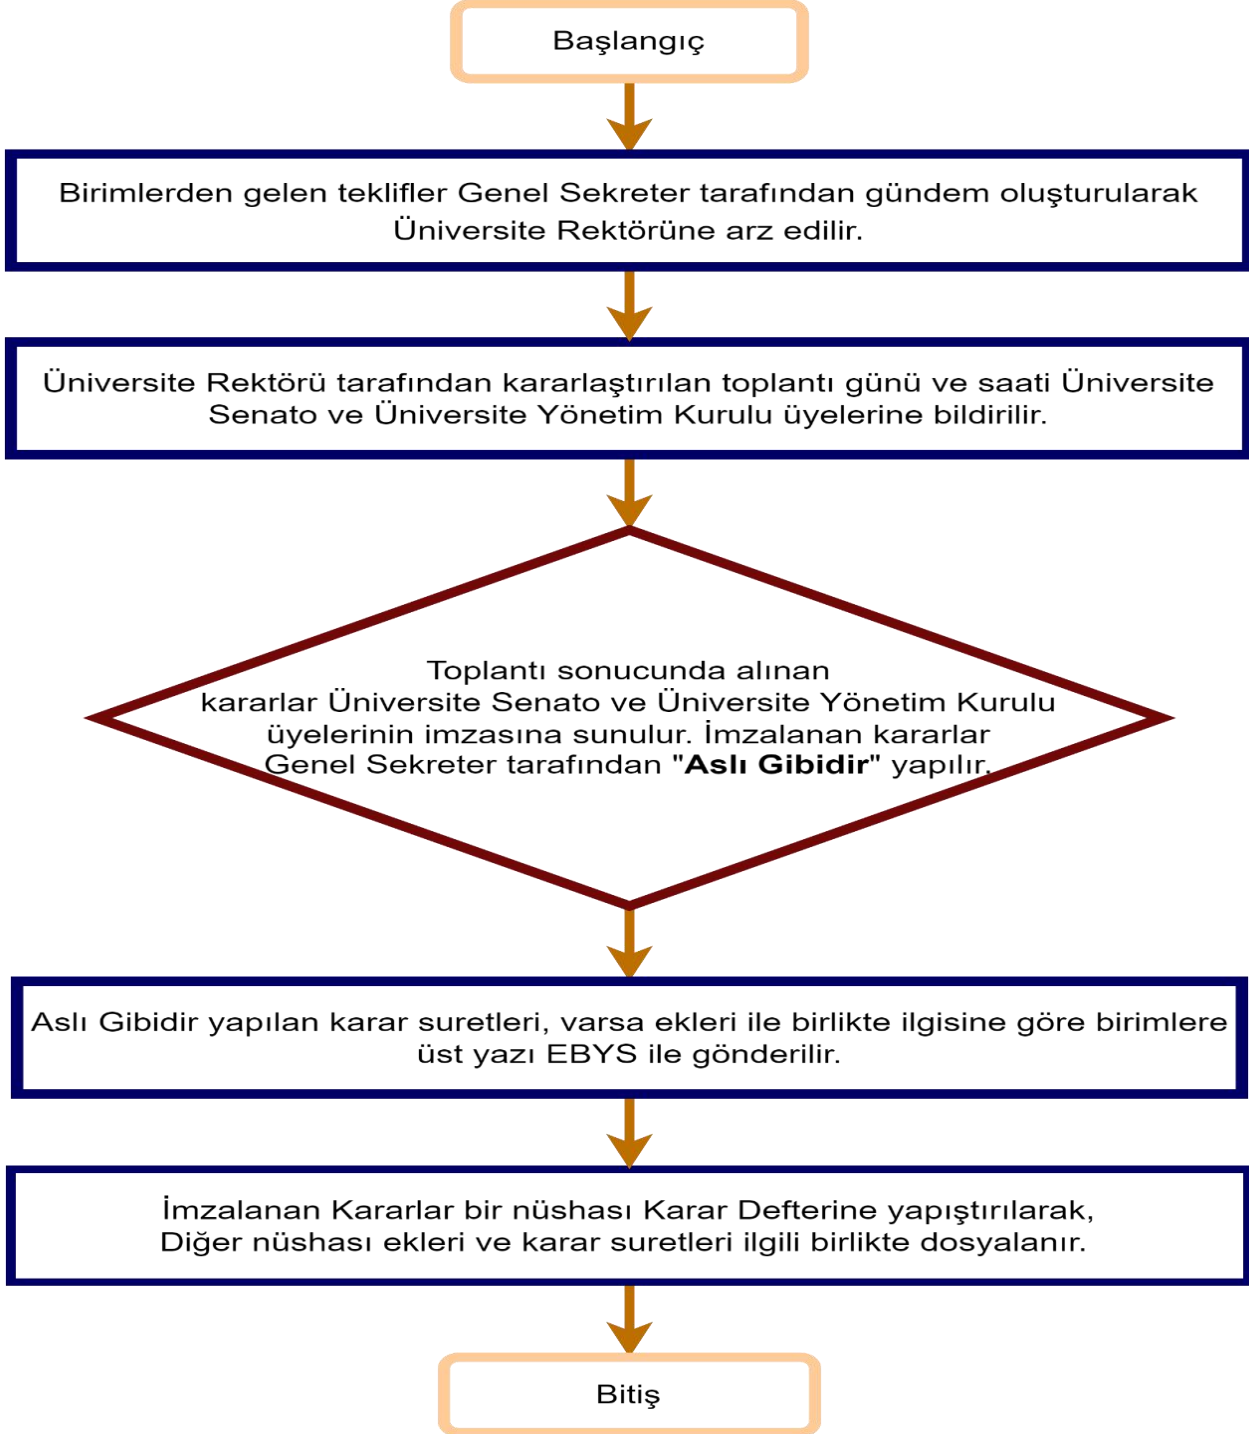 Başlangıç
Birimlerden gelen teklifler Genel Sekreter tarafından gündem oluşturularak
Üniversite Rektörüne arz edilir.
Üniversite Rektörü tarafından kararlaştırılan toplantı günü ve saati Üniversite
Senato ve Üniversite Yönetim Kurulu üyelerine bildirilir.
Toplantı sonucunda alınan
kararlar Üniversite Senato ve Üniversite Yönetim Kurulu
üyelerinin imzasına sunulur. İmzalanan kararlar
Genel Sekreter tarafından "Aslı Gibidir" yapılır.
Aslı Gibidir yapılan karar suretleri, varsa ekleri ile birlikte ilgisine göre birimlere
üst yazı EBYS ile gönderilir.
İmzalanan Kararlar bir nüshası Karar Defterine yapıştırılarak,
Diğer nüshası ekleri ve karar suretleri ilgili birlikte dosyalanır.
Bitiş